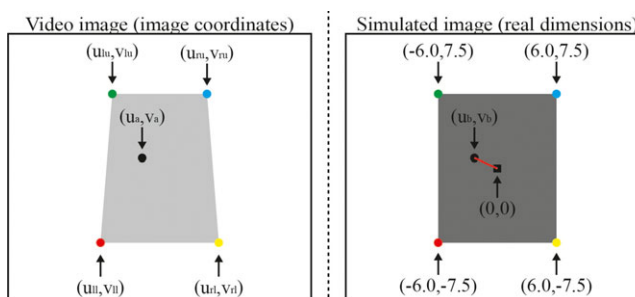 Video image (image coordinates)
(ulu,vlu)
(uru,vru)
(ua,va)
(ull,vll)
(url,vrl)
Simulated image (real dimensions)
(-6.0,7.5)
(6.0,7.5)
(ub,vb)
(0,0)
(-6.0,-7.5)
(6.0,-7.5)